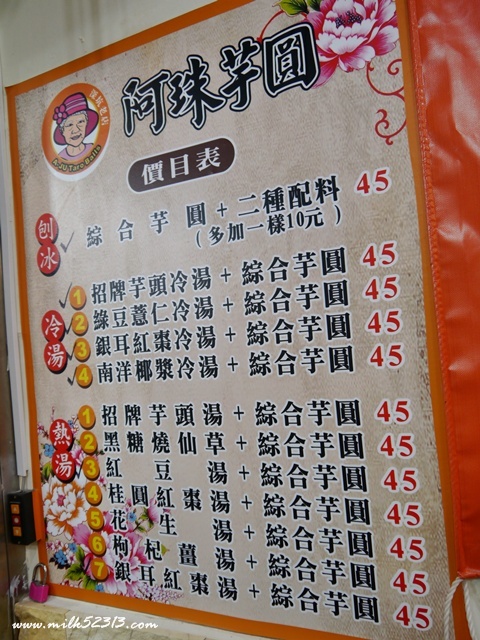 阿珠芋圓
A-JU Taro Balls
價目表
刨冰
綜合芋圓+二種配料 45
(多加一樣10元)
冷湯
1 招牌芋頭冷湯+綜合芋圓 45
2 綠豆薏仁冷湯+綜合芋圓 45
3 銀耳紅棗冷湯+綜合芋圓 45
4 南洋椰漿冷湯+綜合芋圓 45
熱湯
1 招牌芋頭湯+綜合芋圓 45
2 黑糖燒仙草+綜合芋圓 45
3 紅豆湯+綜合芋圓 45
4 桂圓紅棗湯+綜合芋圓 45
5 花生湯+綜合芋圓 45
6 枸杞薑湯+綜合芋圓 45
7 銀耳紅棗湯+綜合芋圓 45
www.milk52313.com